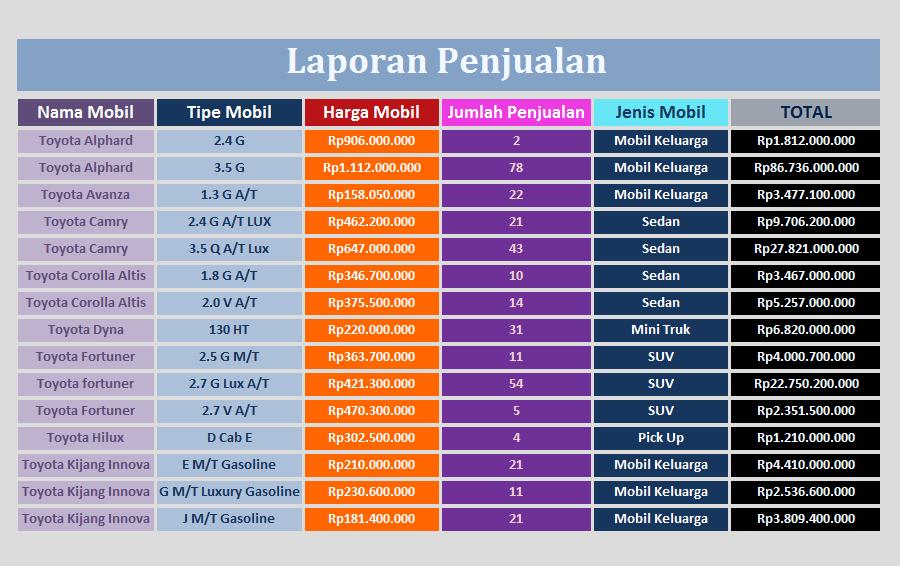 Laporan Penjualan
Nama Mobil Tipe Mobil Harga Mobil Jumlah Penjualan Jenis Mobil TOTAL
Toyota Alphard 2.4 G Rp906.000.000 2 Mobil Keluarga Rp1.812.000.000
Toyota Alphard 3.5 G Rp1.112.000.000 78 Mobil Keluarga Rp86.736.000.000
Toyota Avanza 1.3 G A/T Rp158.050.000 22 Mobil Keluarga Rp3.477.100.000
Toyota Camry 2.4 G A/T LUX Rp462.200.000 21 Sedan Rp9.706.200.000
Toyota Camry 3.5 Q A/T Lux Rp647.000.000 43 Sedan Rp27.821.000.000
Toyota Corolla Altis 1.8 G A/T Rp346.700.000 10 Sedan Rp3.467.000.000
Toyota Corolla Altis 2.0 V A/T Rp375.500.000 14 Sedan Rp5.257.000.000
Toyota Dyna 130 HT Rp220.000.000 31 Mini Truk Rp6.820.000.000
Toyota Fortuner 2.5 G M/T Rp363.700.000 11 SUV Rp4.000.700.000
Toyota fortuner 2.7 G Lux A/T Rp421.300.000 54 SUV Rp22.750.200.000
Toyota Fortuner 2.7 V A/T Rp470.300.000 5 SUV Rp2.351.500.000
Toyota Hilux D Cab E Rp302.500.000 4 Pick Up Rp1.210.000.000
Toyota Kijang Innova E M/T Gasoline Rp210.000.000 21 Mobil Keluarga Rp4.410.000.000
Toyota Kijang Innova G M/T Luxury Gasoline Rp230.600.000 11 Mobil Keluarga Rp2.536.600.000
Toyota Kijang Innova J M/T Gasoline Rp181.400.000 21 Mobil Keluarga Rp3.809.400.000